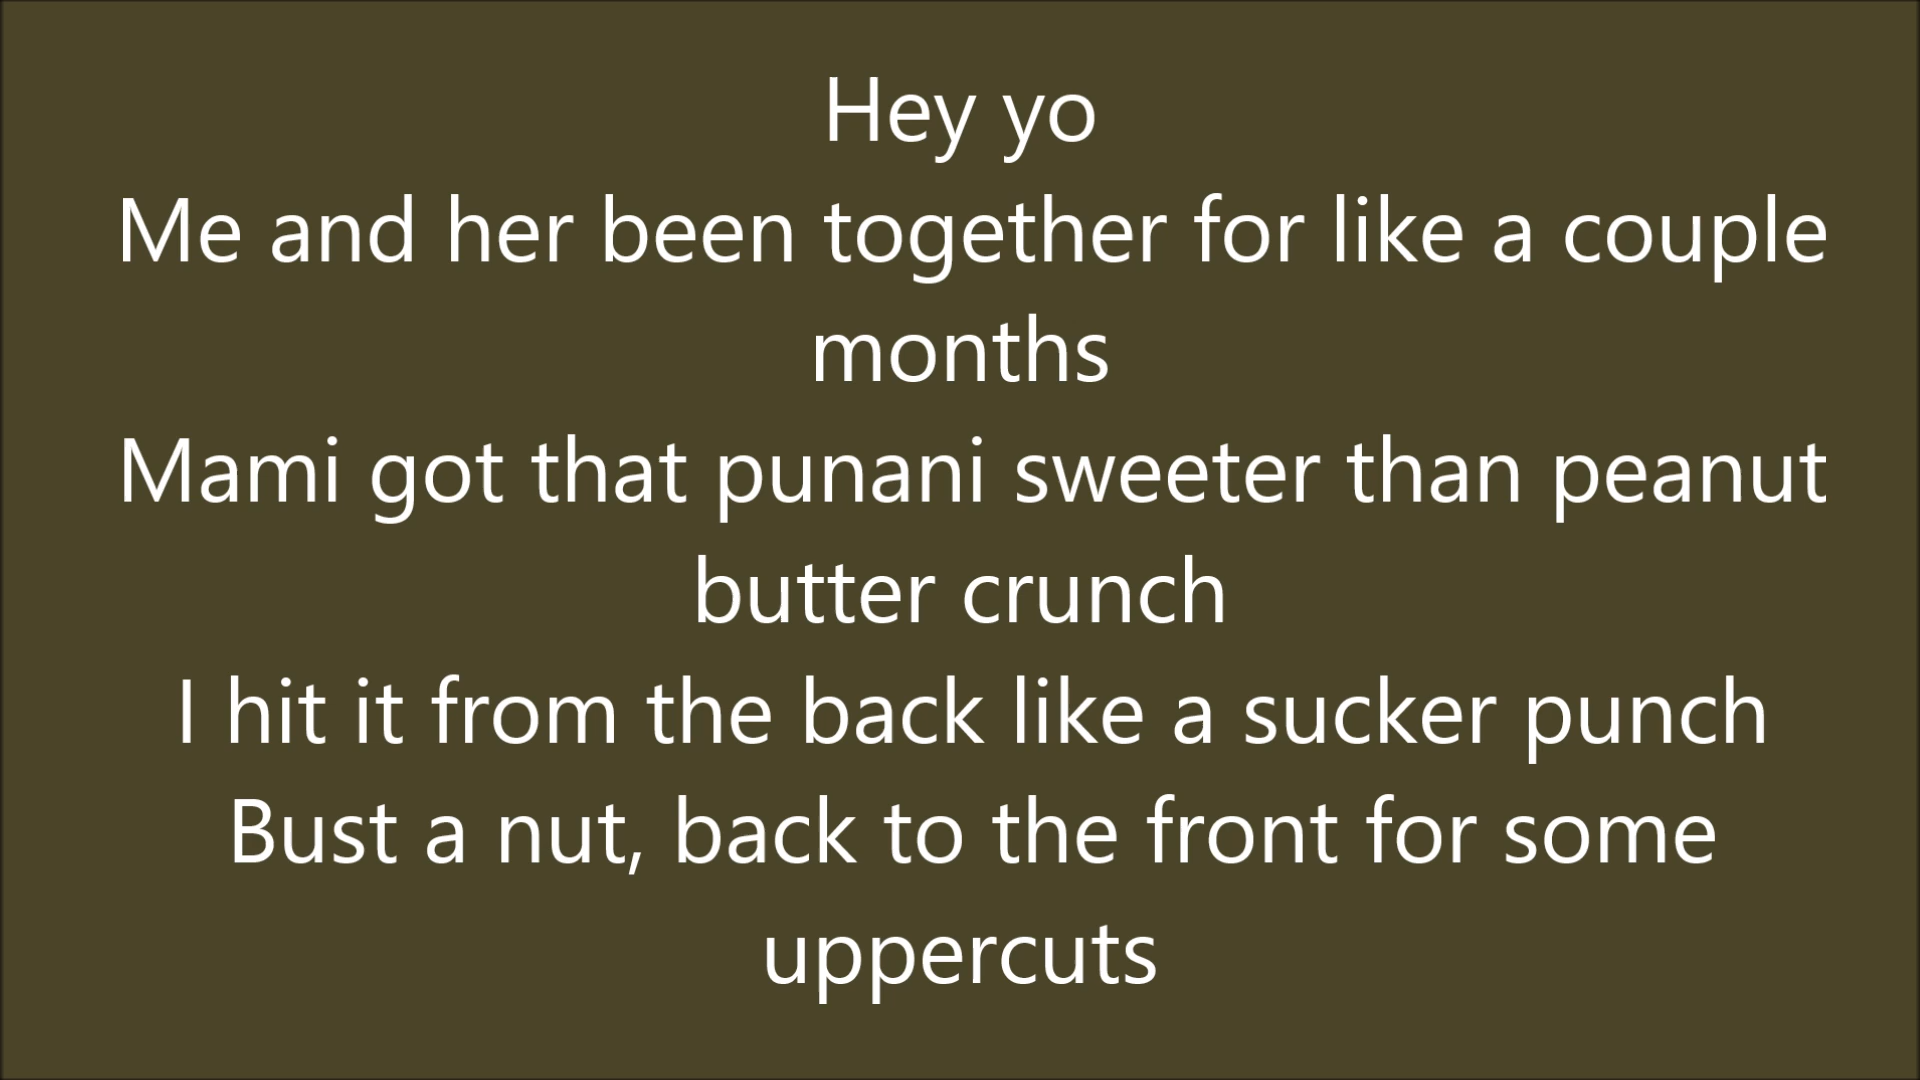 Hey yo
Me and her been together for like a couple
months
Mami got that punani sweeter than peanut
butter crunch
I hit it from the back like a sucker punch
Bust a nut, back to the front for some
uppercuts